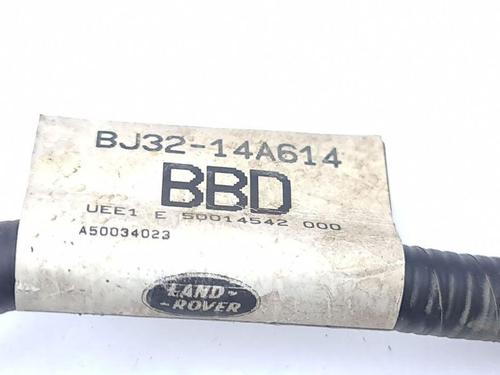 BJ32-14A614
BBD
UEE1 E 50014542 000
A50034023
LAND-
-ROVER